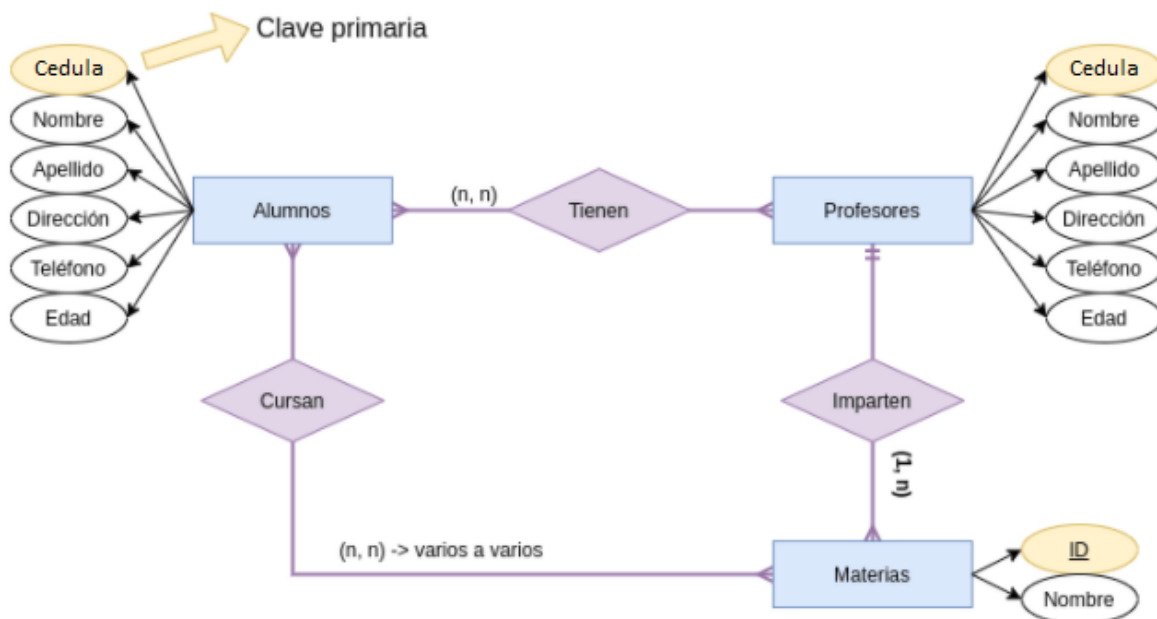 Clave primaria
Cedula
Nombre
Apellido
Dirección
Teléfono
Edad
Alumnos
(n, n)
Tienen
Profesores
Cedula
Nombre
Apellido
Dirección
Teléfono
Edad
Cursan
Imparten
(1, n)
(n, n) -> varios a varios
Materias
ID
Nombre